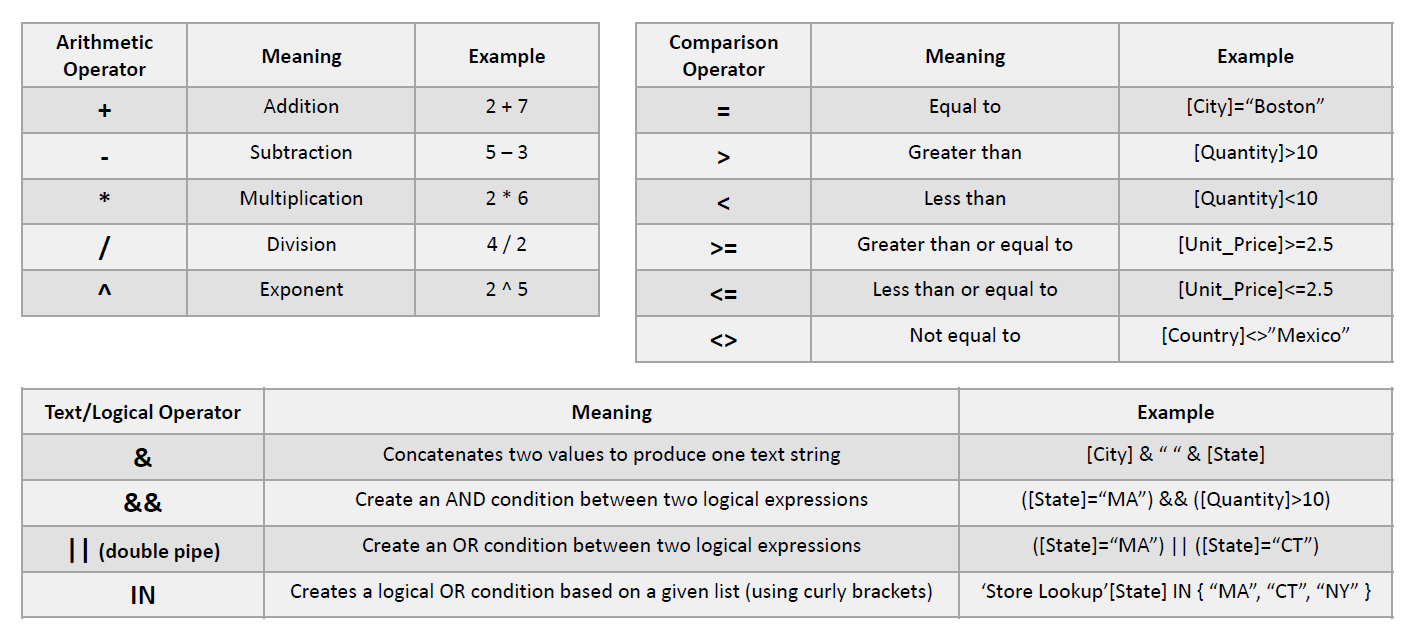 Arithmetic Operator Meaning Example
+ Addition 2 + 7
- Subtraction 5 – 3
* Multiplication 2 * 6
/ Division 4 / 2
^ Exponent 2 ^ 5
Comparison Operator Meaning Example
= Equal to [City]=“Boston”
> Greater than [Quantity]>10
< Less than [Quantity]<10
>= Greater than or equal to [Unit_Price]>=2.5
<= Less than or equal to [Unit_Price]<=2.5
<> Not equal to [Country]<>”Mexico”
Text/Logical Operator Meaning Example
& Concatenates two values to produce one text string [City] & “ “ & [State]
&& Create an AND condition between two logical expressions ([State]=“MA”) && ([Quantity]>10)
|| (double pipe) Create an OR condition between two logical expressions ([State]=“MA”) || ([State]=“CT”)
IN Creates a logical OR condition based on a given list (using curly brackets) ‘Store Lookup’[State] IN { “MA”, “CT”, “NY” }